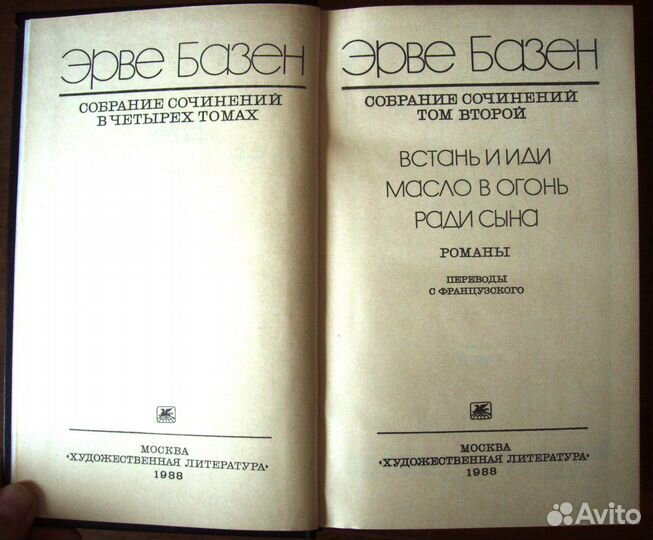 Эрве Базен
СОБРАНИЕ СОЧИНЕНИЙ
В ЧЕТЫРЕХ ТОМАХ
МОСКВА
«ХУДОЖЕСТВЕННАЯ ЛИТЕРАТУРА»
1988
Эрве Базен
СОБРАНИЕ СОЧИНЕНИЙ
ТОМ ВТОРОЙ
ВСТАНЬ И ИДИ
МАСЛО В ОГОНЬ
РАДИ СЫНА
РОМАНЫ
ПЕРЕВОДЫ
С ФРАНЦУЗСКОГО
МОСКВА
«ХУДОЖЕСТВЕННАЯ ЛИТЕРАТУРА»
1988
Avito